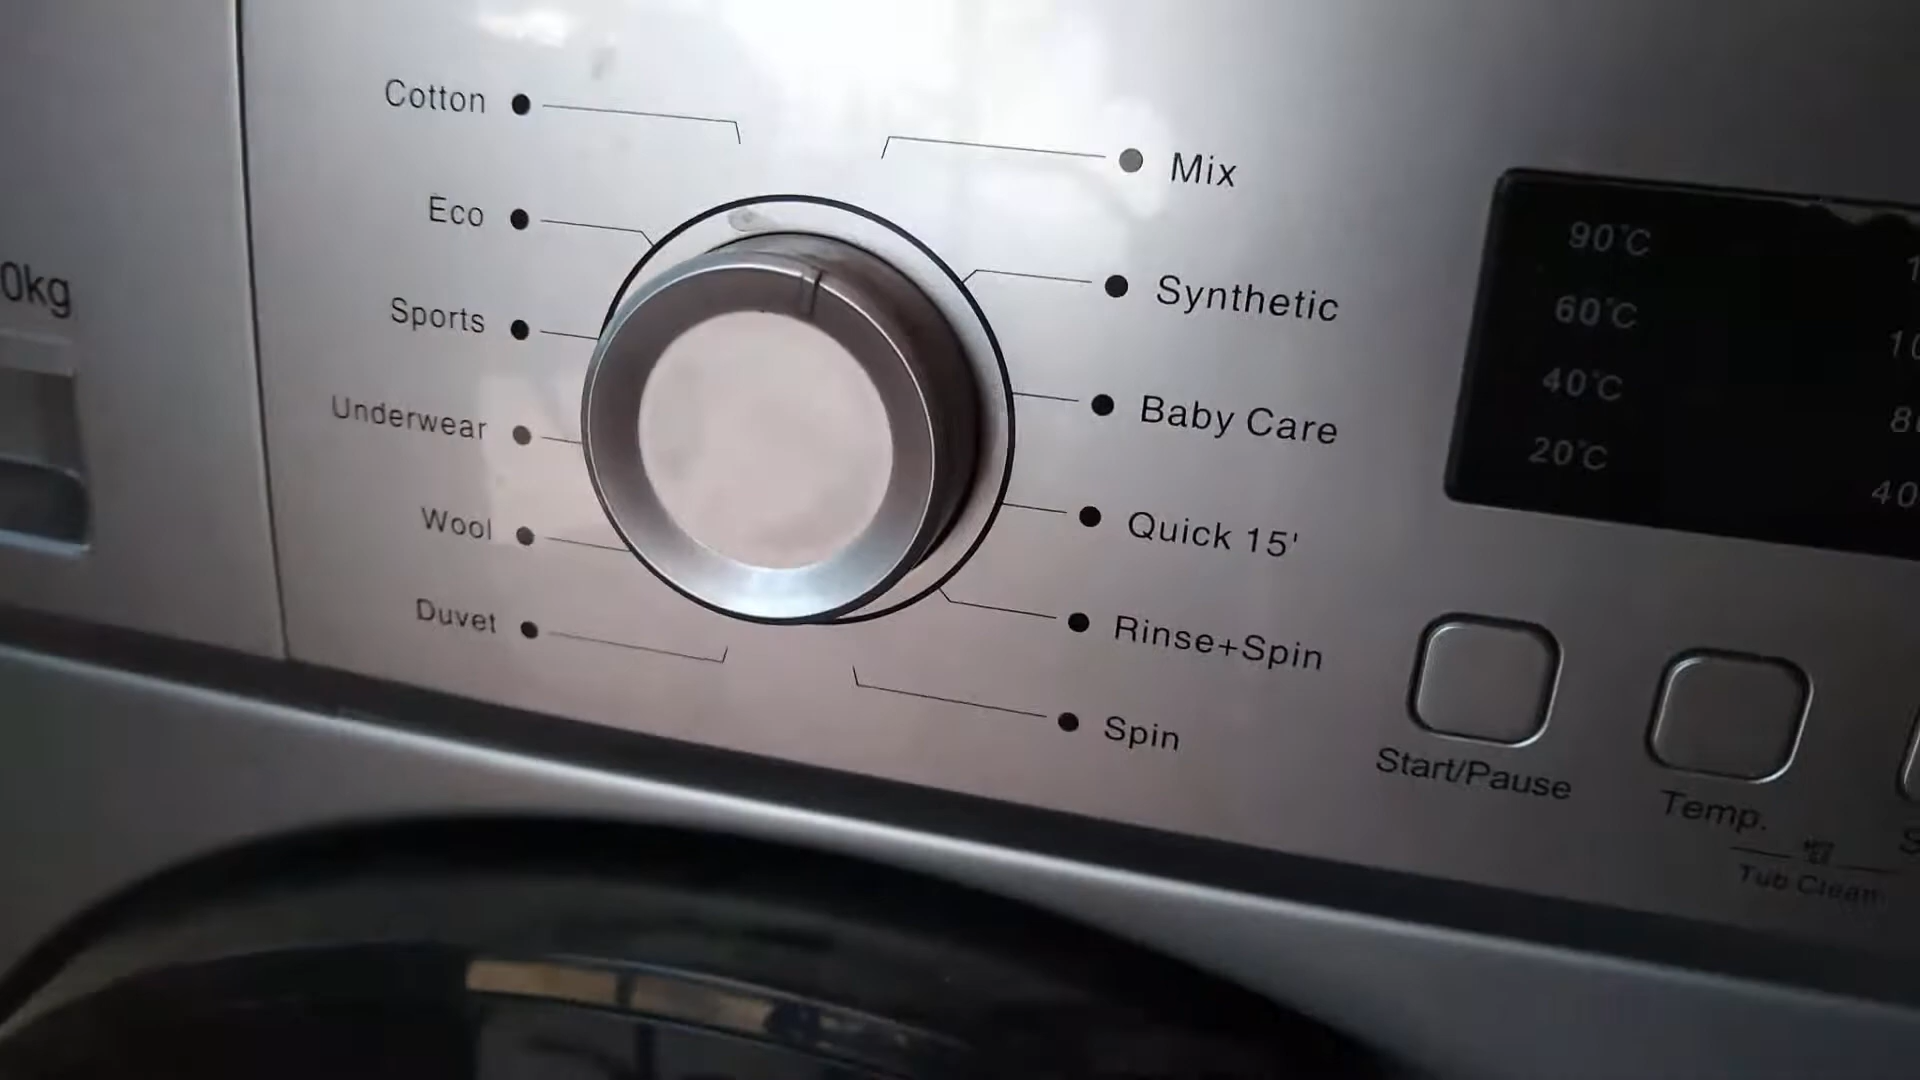 Cotton
Eco
Sports
Underwear
Wool
Duvet
Mix
Synthetic
Baby Care
Quick 15'
Rinse+Spin
Spin
0kg
90°C
60°C
40°C
20°C
Start/Pause
Temp.
Tub Clean